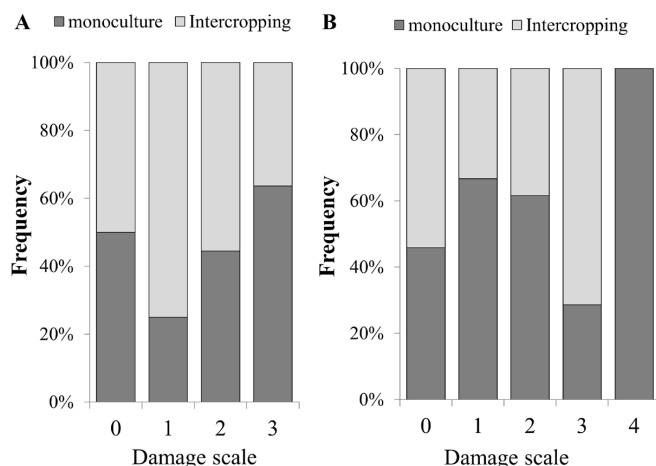 A
monoculture Intercropping
Frequency
100%
80%
60%
40%
20%
0%
0 1 2 3
Damage scale
B
monoculture Intercropping
Frequency
100%
80%
60%
40%
20%
0%
0 1 2 3 4
Damage scale